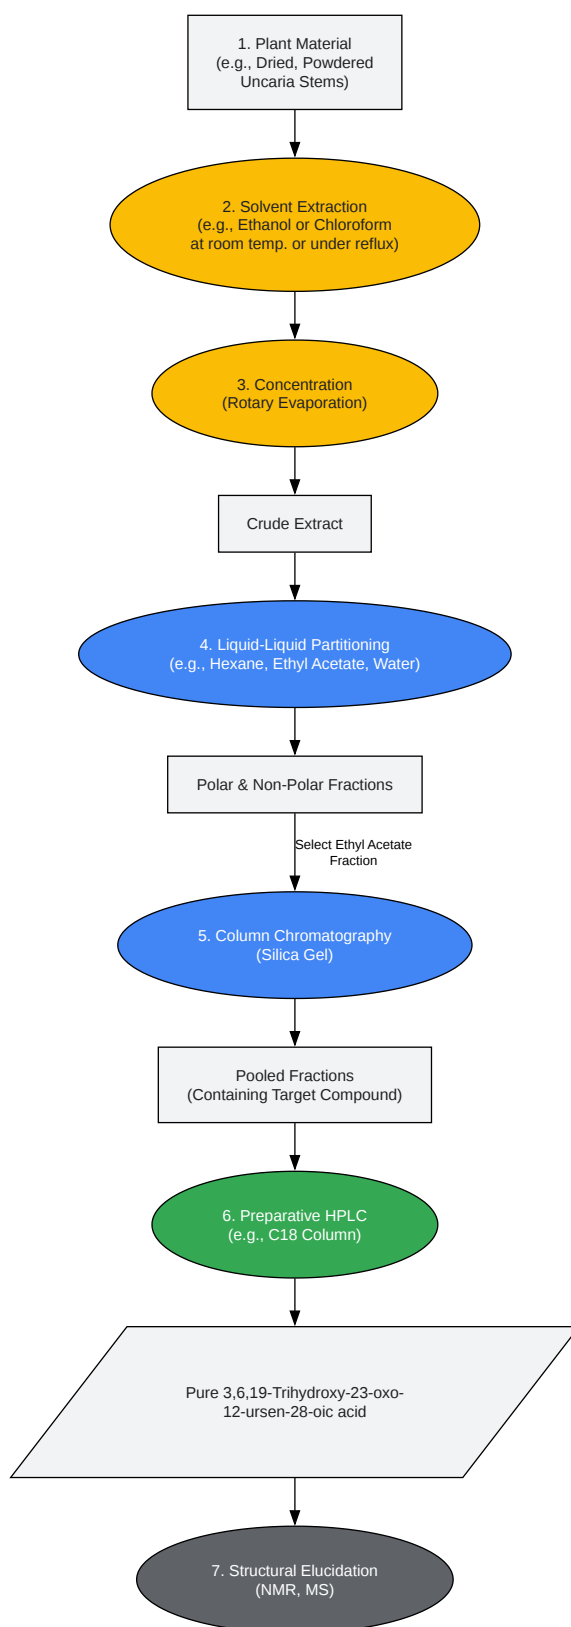 1. Plant Material
(e.g., Dried, Powdered
Uncaria Stems)
2. Solvent Extraction
(e.g., Ethanol or Chloroform
at room temp. or under reflux)
3. Concentration
(Rotary Evaporation)
Crude Extract
4. Liquid-Liquid Partitioning
(e.g., Hexane, Ethyl Acetate, Water)
Polar & Non-Polar Fractions
Select Ethyl Acetate
Fraction
5. Column Chromatography
(Silica Gel)
Pooled Fractions
(Containing Target Compound)
6. Preparative HPLC
(e.g., C18 Column)
Pure 3,6,19-Trihydroxy-23-oxo-
12-ursen-28-oic acid
7. Structural Elucidation
(NMR, MS)